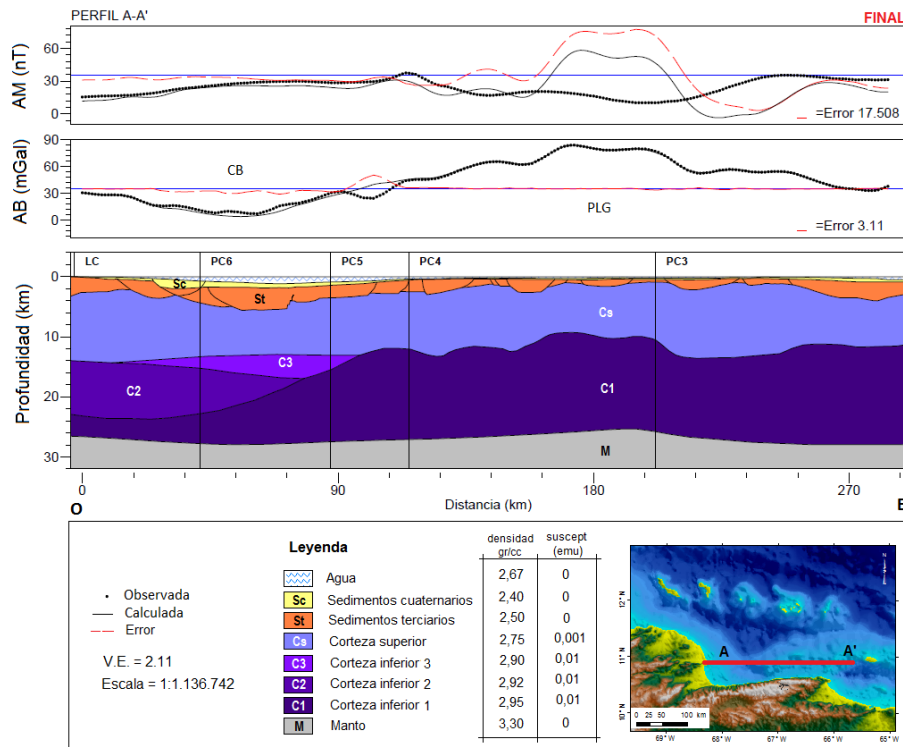 PERFIL A-A' FINAL
AM (nT)
60
30
0
=Error 17.508
AB (mGal)
90
60
30
0
CB
PLG
=Error 3.11
LC PC6 PC5 PC4 PC3
Profundidad (km)
0
10
20
30
Sc
St
Cs
C3
C2
C1
M
0 90 180 270
O Distancia (km) E
Leyenda
densidad gr/cc suscept (emu)
Agua 2,67 0
Sc Sedimentos cuaternarios 2,40 0
St Sedimentos terciarios 2,50 0
Cs Corteza superior 2,75 0,001
C3 Corteza inferior 3 2,90 0,01
C2 Corteza inferior 2 2,92 0,01
C1 Corteza inferior 1 2,95 0,01
M Manto 3,30 0
Observada
Calculada
Error
V.E. = 2.11
Escala = 1:1.136.742
12°N
11°N
10°N
A A'
0 25 50 100 km
69°W 68°W 67°W 66°W 65°W